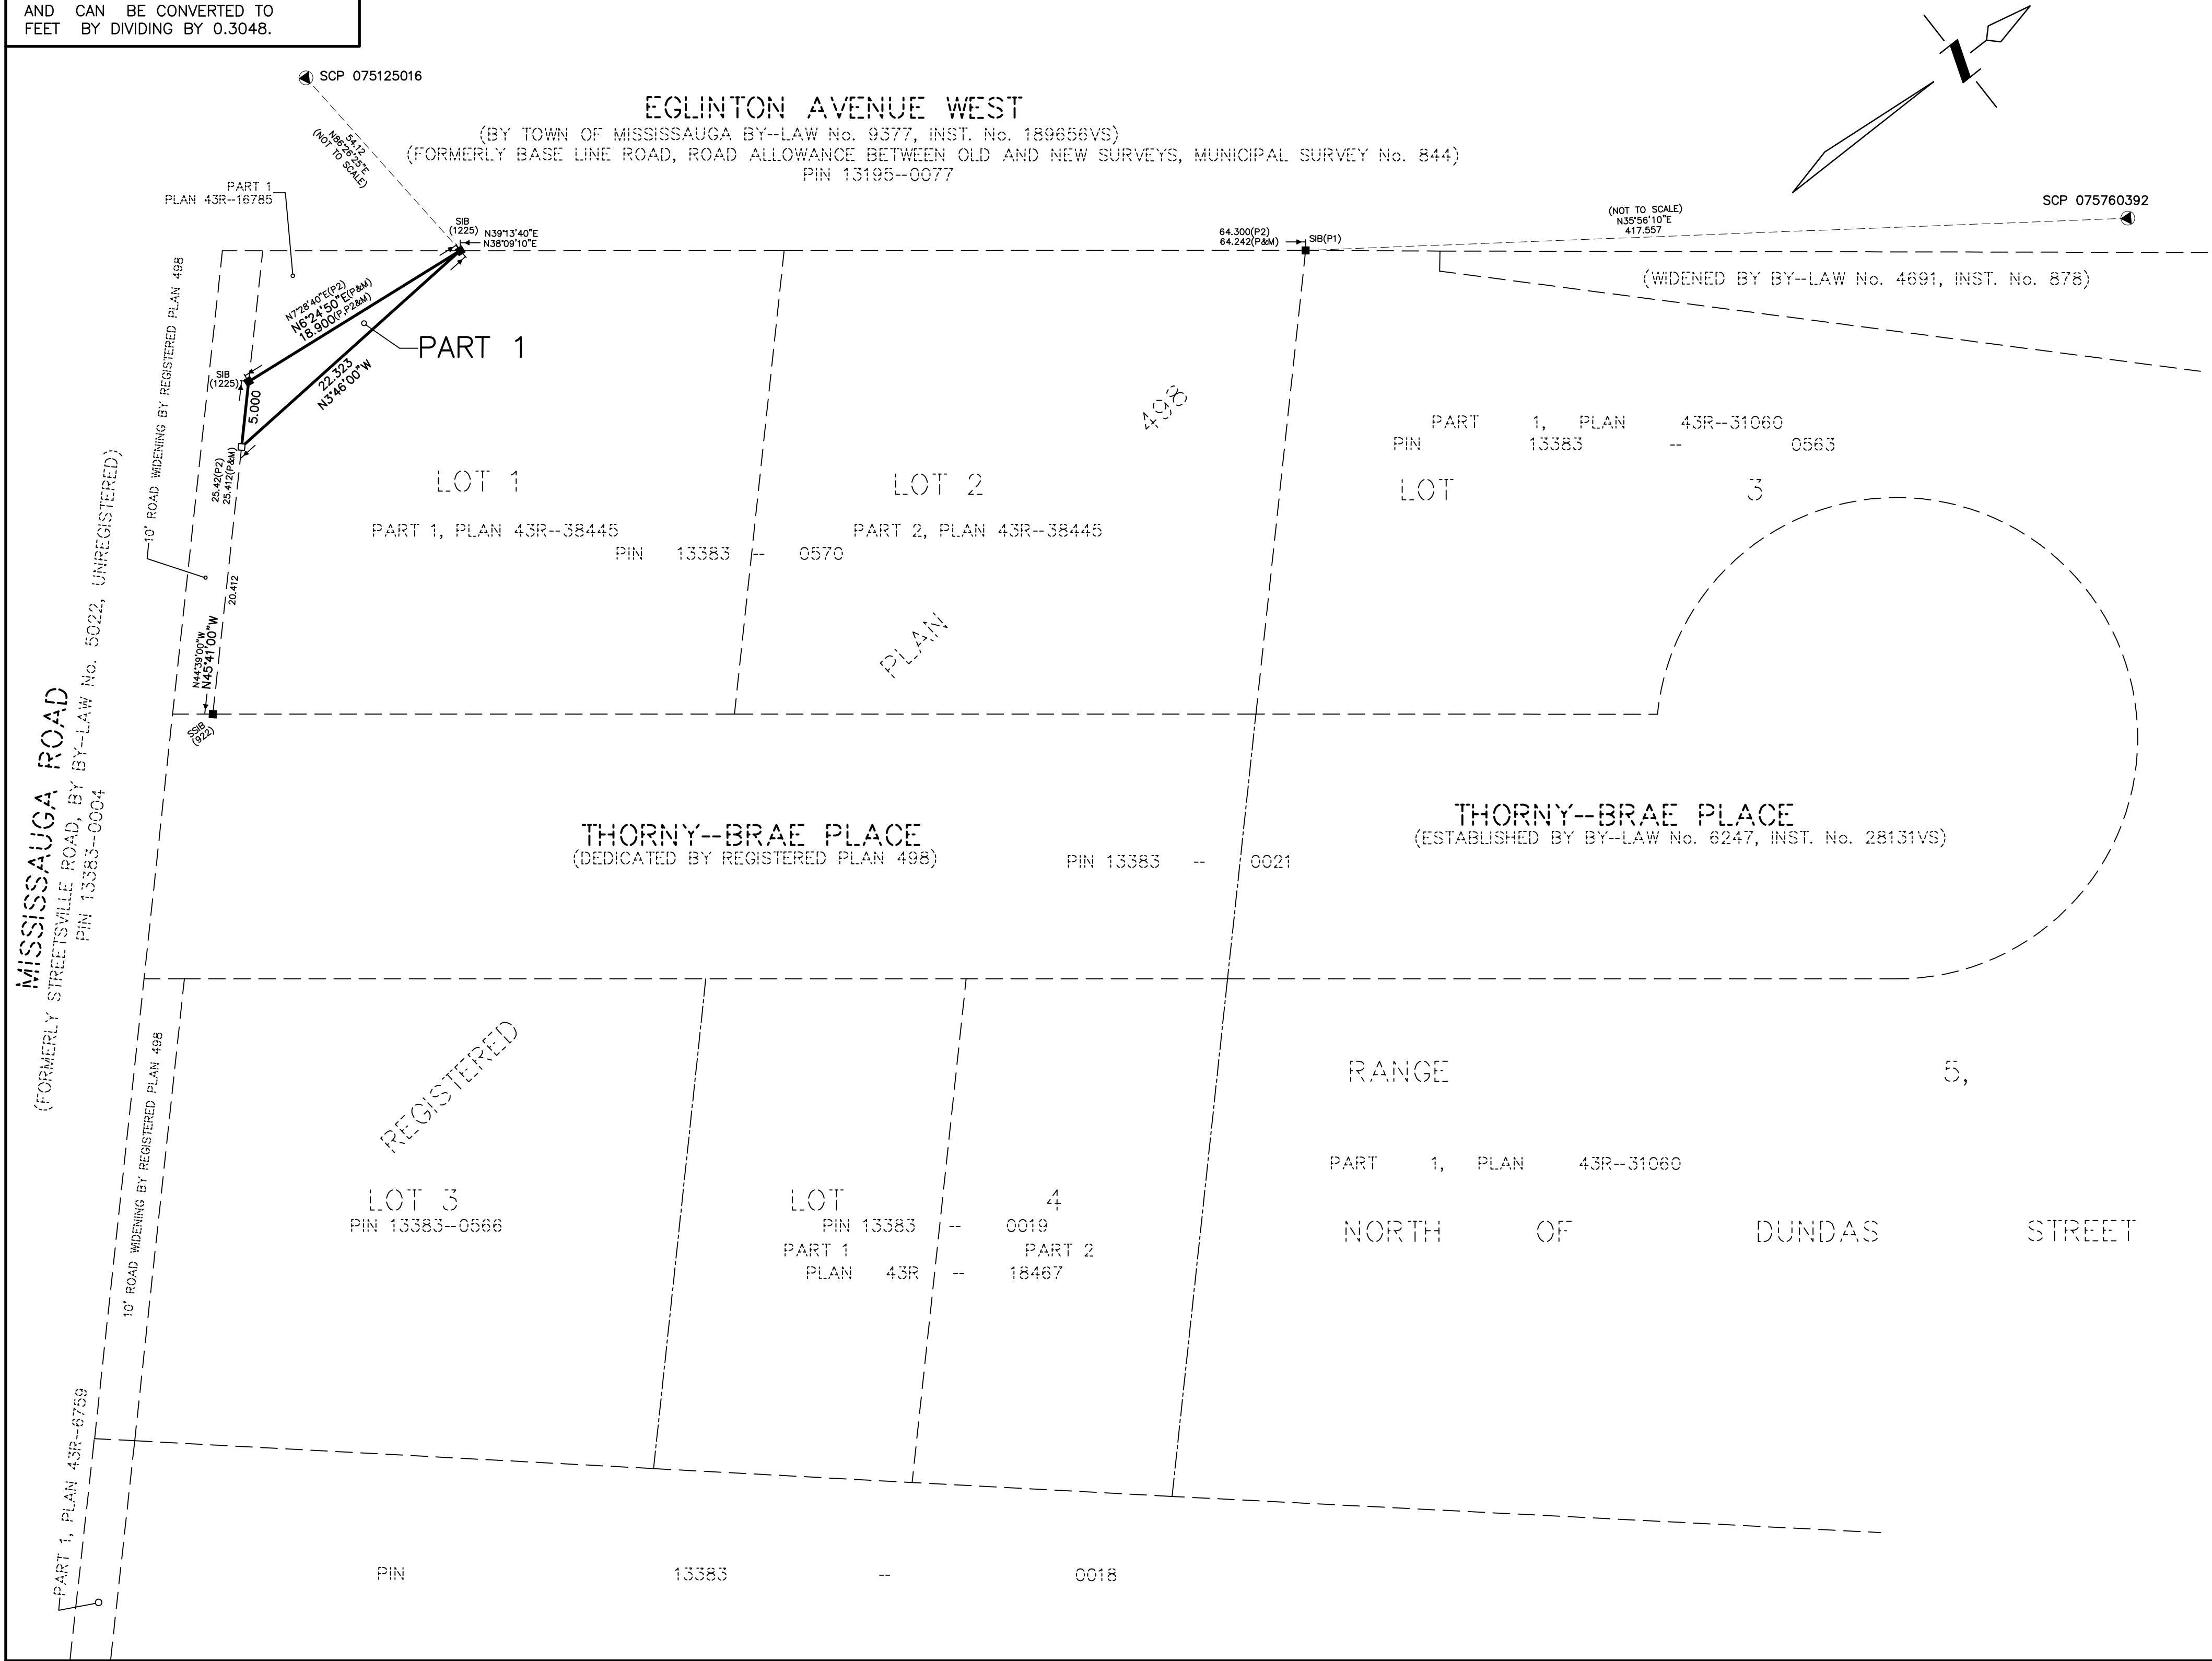 AND CAN BE CONVERTED TO
FEET BY DIVIDING BY 0.3048.
SCP 075125016
EGLINTON AVENUE WEST
(BY TOWN OF MISSISSAUGA BY--LAW No. 9377, INST. No. 189656VS)
(FORMERLY BASE LINE ROAD, ROAD ALLOWANCE BETWEEN OLD AND NEW SURVEYS, MUNICIPAL SURVEY No. 844)
PIN 13195--0077
54.12
N86°26'25"E
(NOT TO SCALE)
PART 1
PLAN 43R--16785
SIB
(1225)
N39°13'40"E
N38°09'10"E
64.300(P2)
64.242(P&M)
SIB(P1)
(NOT TO SCALE)
N35°56'10"E
417.557
SCP 075760392
(WIDENED BY BY--LAW No. 4691, INST. No. 878)
10' ROAD WIDENING BY REGISTERED PLAN 498
N7°28'40"E(P2)
N6°24'50"E(P&M)
18.900(P,P2&M)
PART 1
22.323
N3°46'00"W
SIB
(1225)
5.000
25.42(P2)
25.412(P&M)
20.412
N44°39'00"W
N45°41'00"W
SSIB
(922)
LOT 1
PART 1, PLAN 43R--38445
LOT 2
PART 2, PLAN 43R--38445
PIN 13383 -- 0570
498
PLAN
PART 1, PLAN 43R--31060
PIN 13383 -- 0563
LOT 3
MISSISSAUGA ROAD
(FORMERLY STREETSVILLE ROAD, BY BY--LAW No. 5022, UNREGISTERED)
PIN 13383--0004
THORNY--BRAE PLACE
(DEDICATED BY REGISTERED PLAN 498)
PIN 13383 -- 0021
THORNY--BRAE PLACE
(ESTABLISHED BY BY--LAW No. 6247, INST. No. 28131VS)
10' ROAD WIDENING BY REGISTERED PLAN 498
REGISTERED
LOT 3
PIN 13383--0566
LOT 4
PIN 13383 -- 0019
PART 1 PART 2
PLAN 43R -- 18467
RANGE 5,
PART 1, PLAN 43R--31060
NORTH OF DUNDAS STREET
PART 1, PLAN 43R--6759
PIN 13383 -- 0018